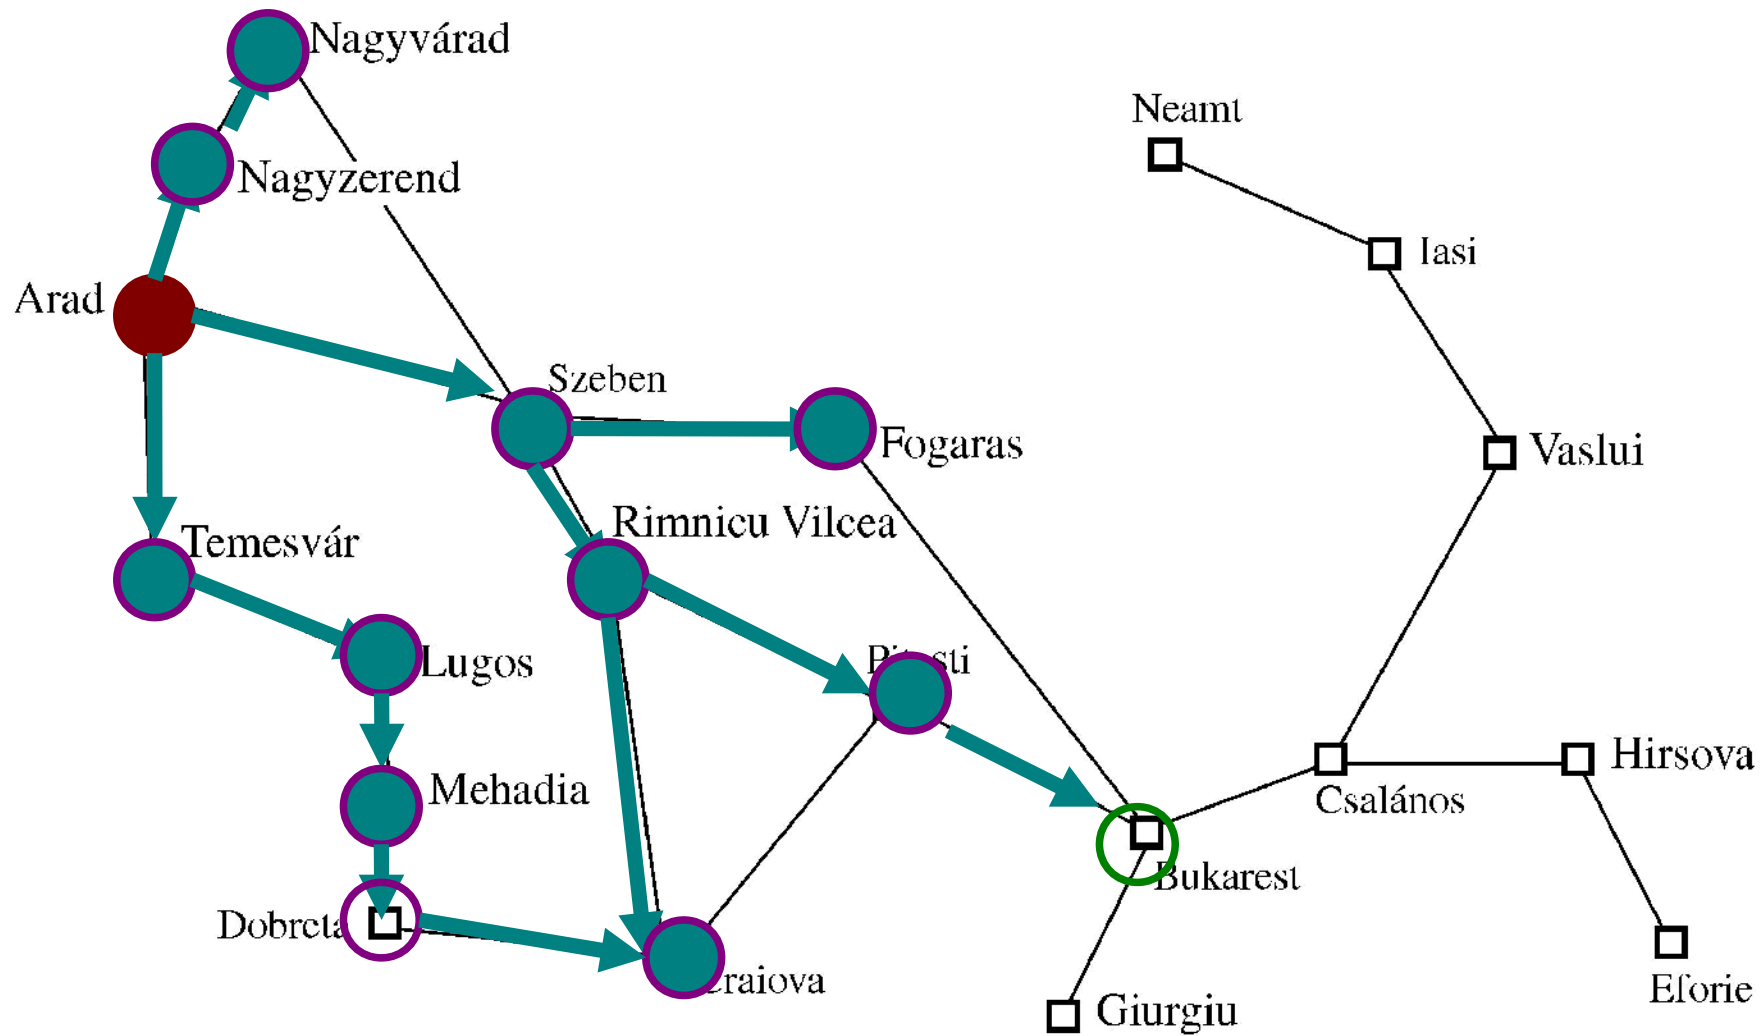 Nagyvárad
Neamt
Nagyzerend
Iasi
Arad
Szeben
Fogaras
Vaslui
Rimnicu Vilcea
Temesvár
Lugos
Hirsova
Mehadia
Csalános
Bukarest
Dobreta
Craiova
Eforie
Giurgiu